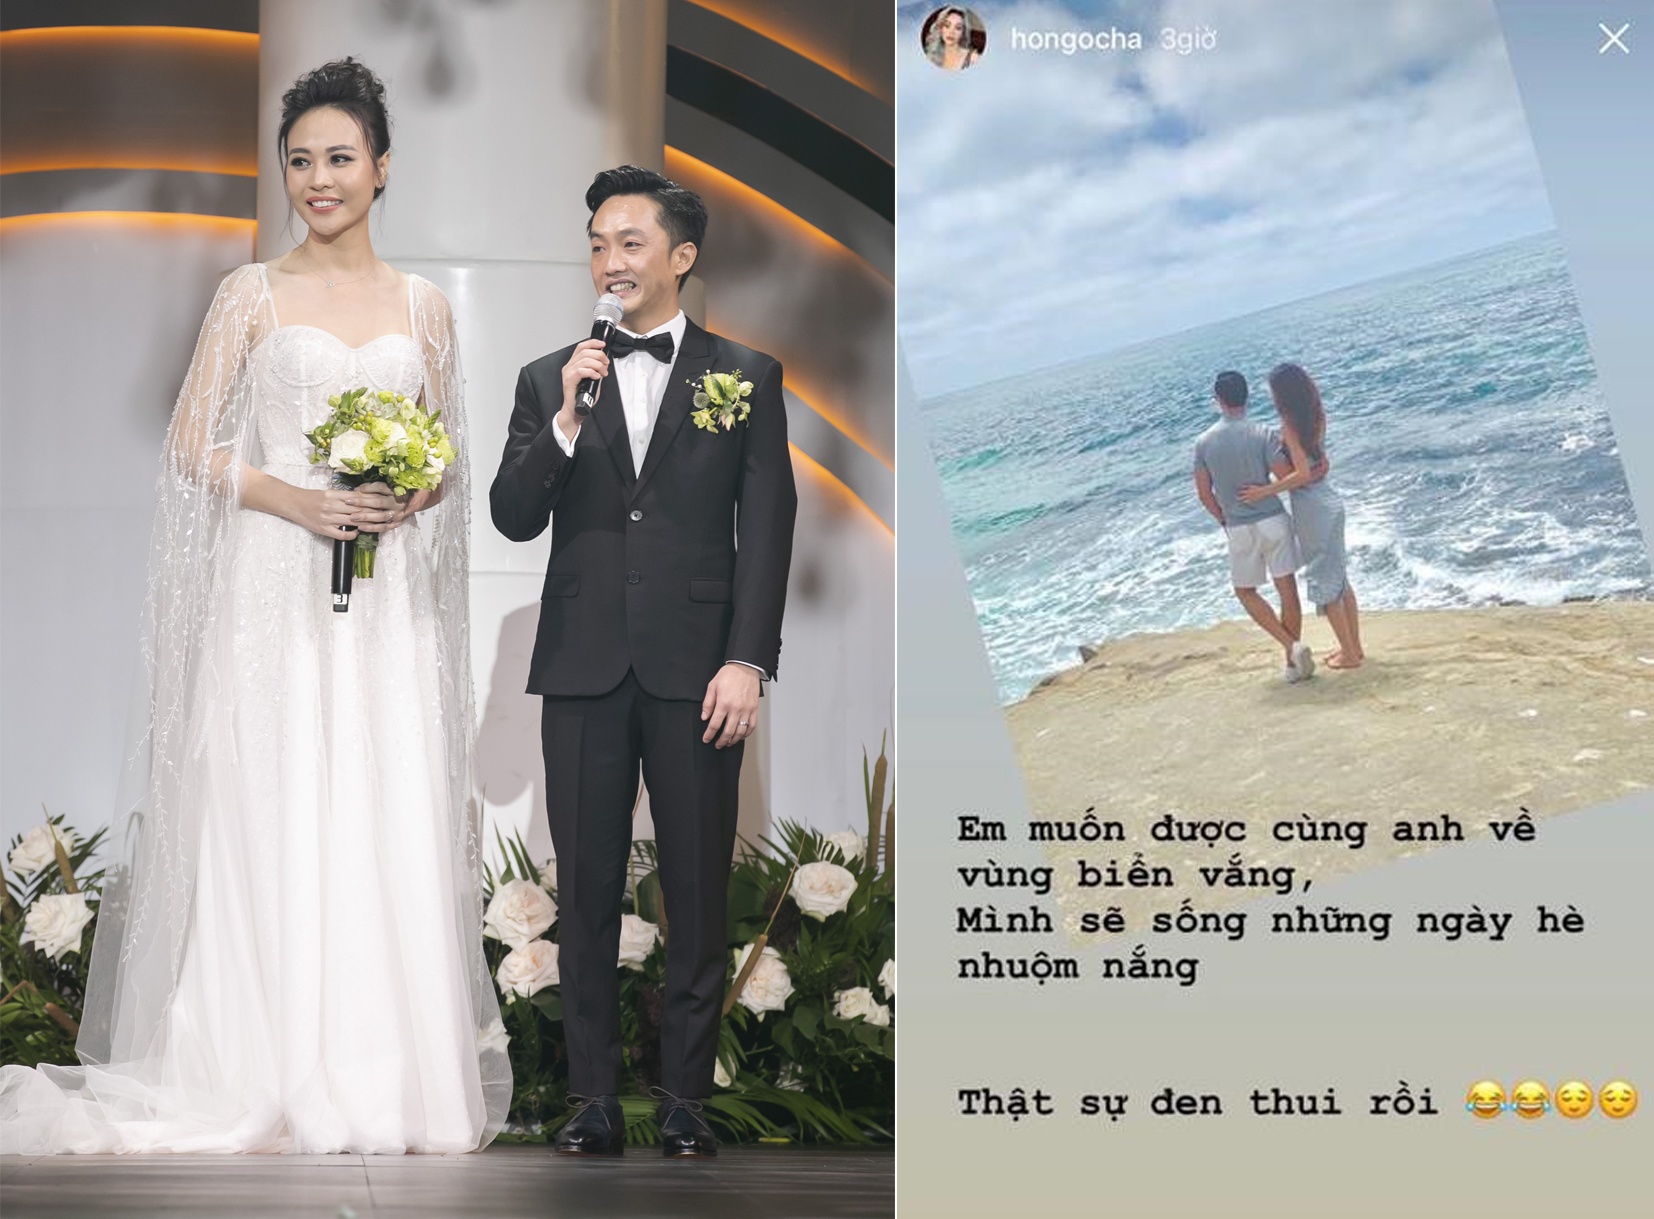 hongocha 3giờ
Em muốn được cùng anh về
vùng biển vắng,
Mình sẽ sống những ngày hè
nhuộm nắng
Thật sự đen thui rồi 😂😂😌😌
3